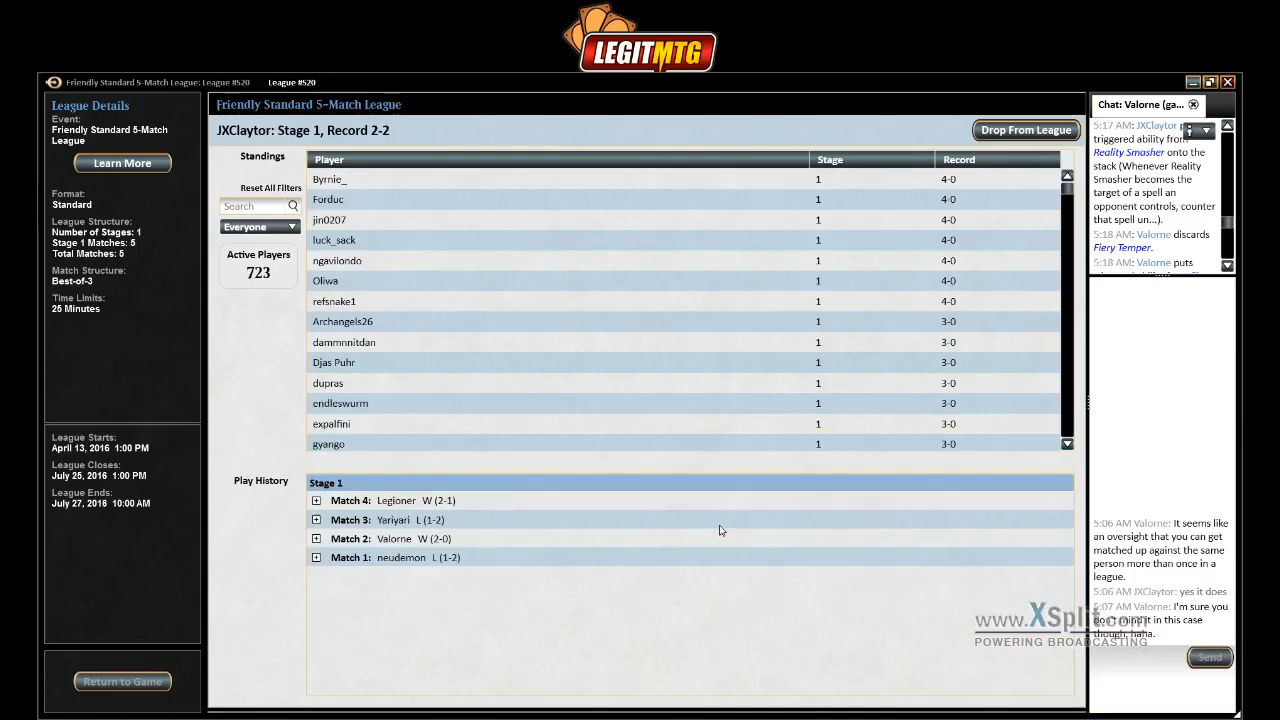 LEGITMTG
Friendly Standard 5-Match League: League #520 League #520
League Details
Event:
Friendly Standard 5-Match
League
Learn More
Format:
Standard
League Structure:
Number of Stages: 1
Stage 1 Matches: 5
Total Matches: 5
Match Structure:
Best-of-3
Time Limits:
25 Minutes
League Starts:
April 13, 2016 1:00 PM
League Closes:
July 25, 2016 1:00 PM
League Ends:
July 27, 2016 10:00 AM
Return to Game
Friendly Standard 5-Match League
JXClaytor: Stage 1, Record 2-2
Drop From League
Standings
Reset All Filters
Search
Everyone
Active Players
723
Player Stage Record
Byrnie_ 1 4-0
Forduc 1 4-0
jin0207 1 4-0
luck_sack 1 4-0
ngavilondo 1 4-0
Oliwa 1 4-0
refsnake1 1 4-0
Archangels26 1 3-0
dammnnitdan 1 3-0
Djas Puhr 1 3-0
dupras 1 3-0
endleswurm 1 3-0
expalfini 1 3-0
gyango 1 3-0
Play History
Stage 1
Match 4: Legioner W (2-1)
Match 3: Yariyari L (1-2)
Match 2: Valorne W (2-0)
Match 1: neudemon L (1-2)
Chat: Valorne (ga...
5:17 AM: JXClaytor
triggered ability from
Reality Smasher onto the
stack (Whenever Reality
Smasher becomes the
target of a spell an
opponent controls, counter
that spell un...).
5:18 AM: Valorne discards
Fiery Temper.
5:18 AM: Valorne puts
5:06 AM Valorne: It seems like
an oversight that you can get
matched up against the same
person more than once in a
league.
5:06 AM JXClaytor: yes it does
5:07 AM Valorne: I'm sure you
don't mind it in this case
though, haha.
www.XSplit.com
POWERING BROADCASTING
Send